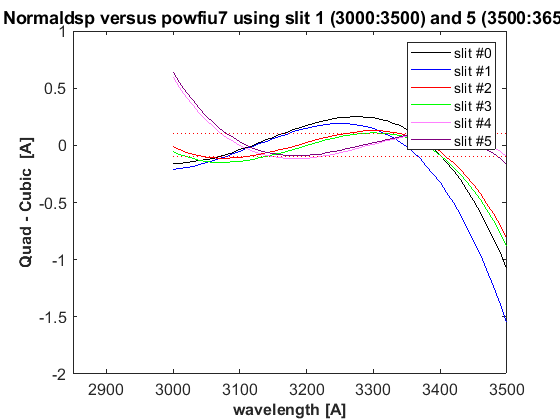 Normaldsp versus powfiu7 using slit 1 (3000:3500) and 5 (3500:365
1
0.5
0
-0.5
-1
-1.5
-2
Quad - Cubic [A]
slit #0
slit #1
slit #2
slit #3
slit #4
slit #5
2900
3000
3100
3200
3300
3400
3500
wavelength [A]